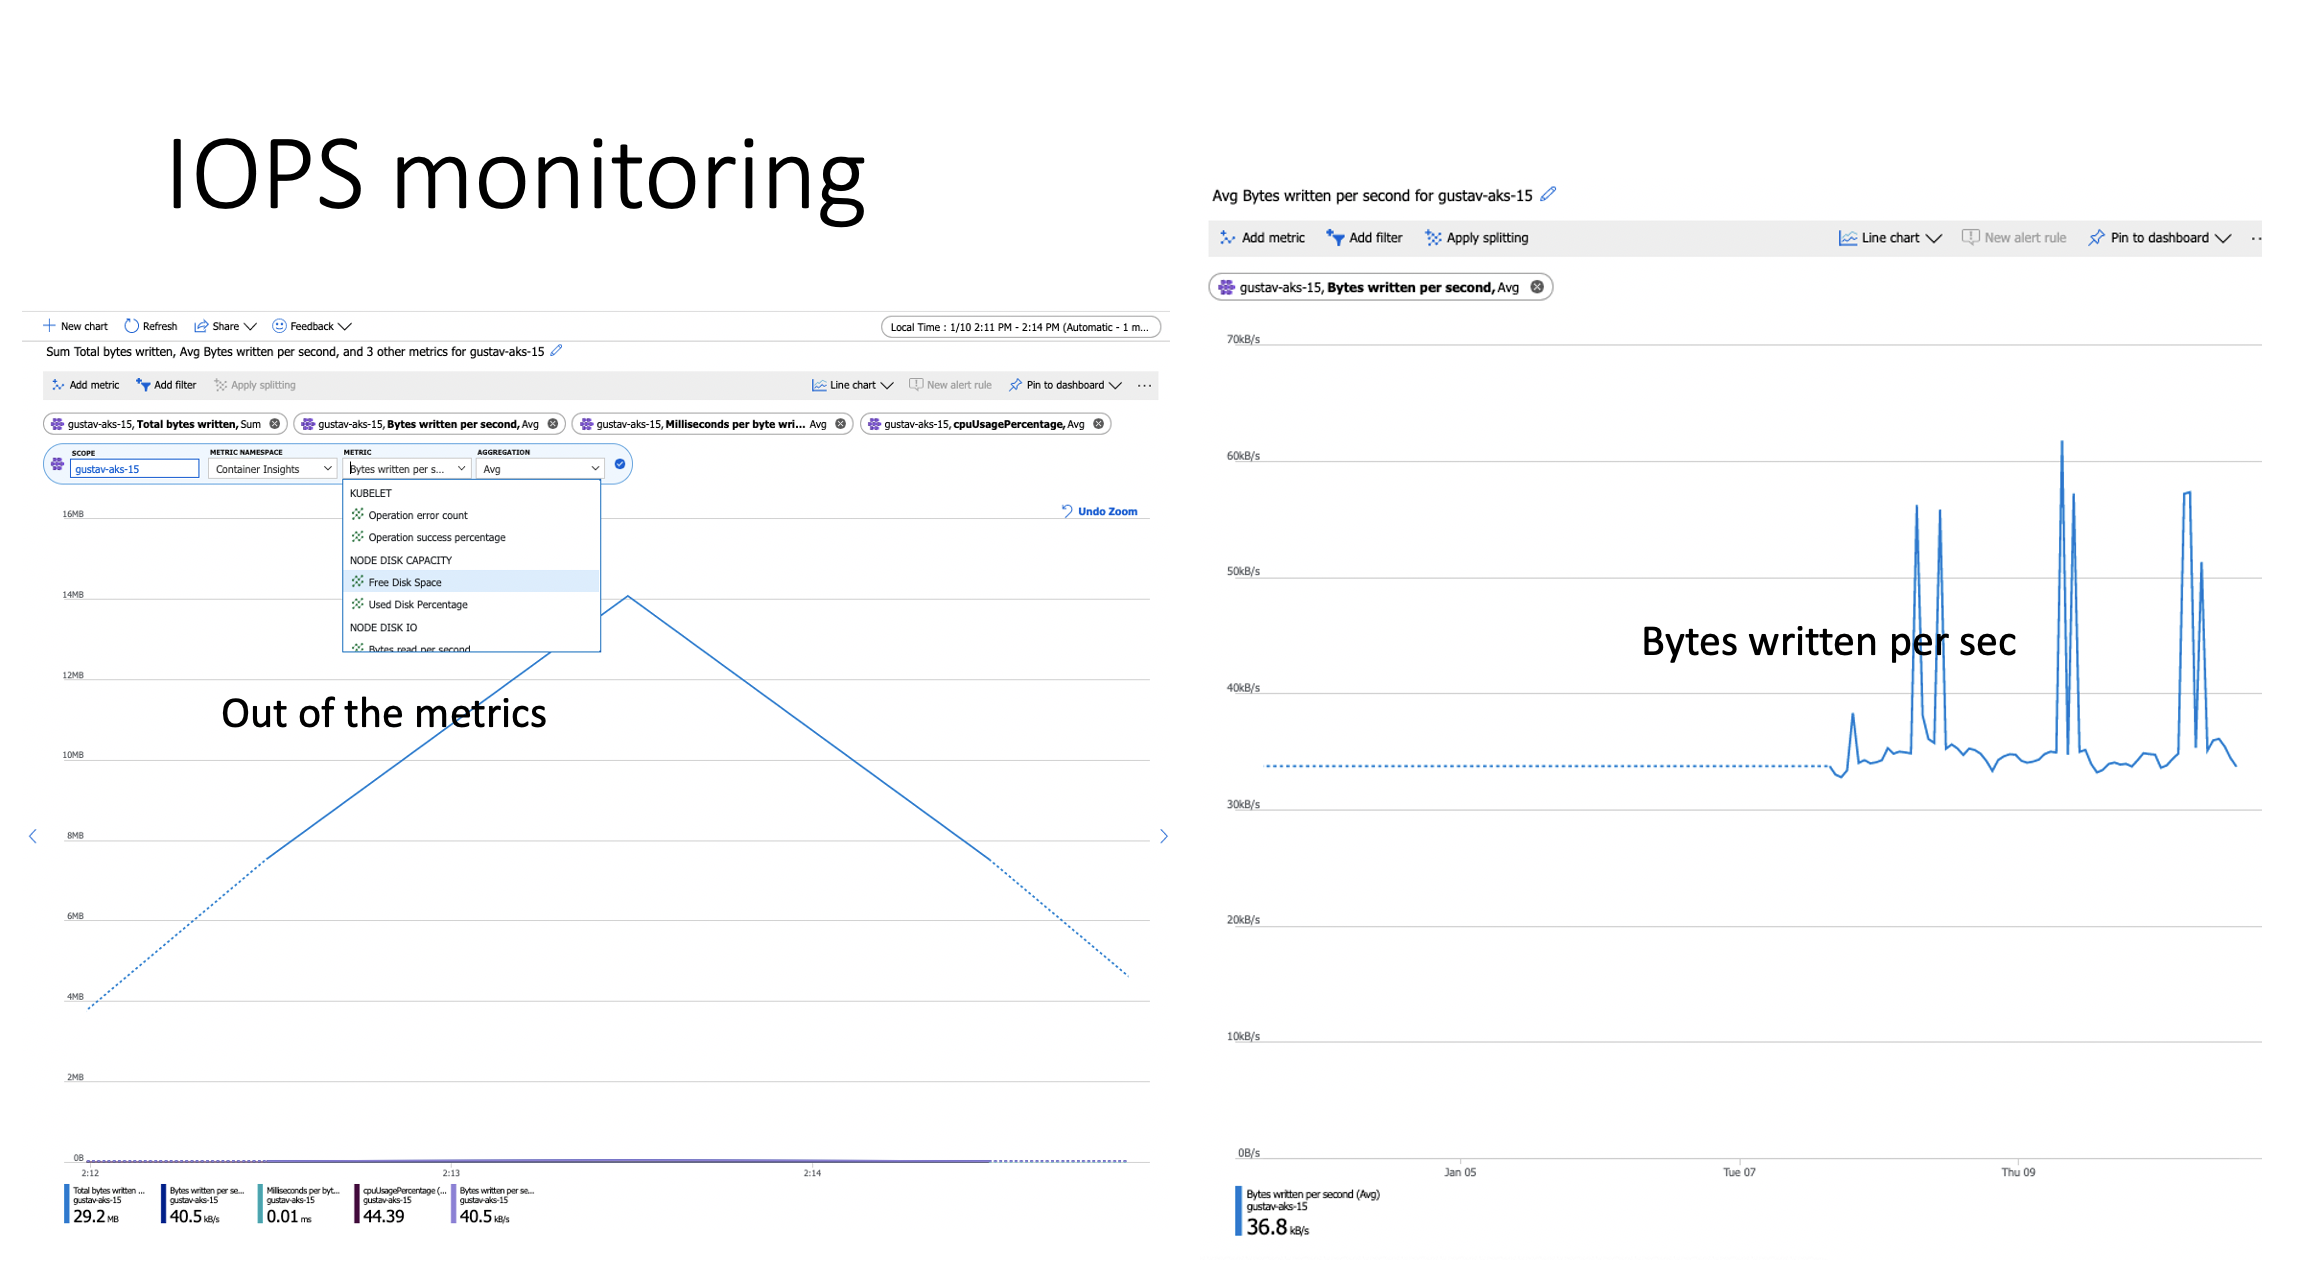 IOPS monitoring
New chart Refresh Share Feedback Local Time : 1/10 2:11 PM - 2:14 PM (Automatic - 1 m...
Sum Total bytes written, Avg Bytes written per second, and 3 other metrics for gustav-aks-15
Add metric Add filter Apply splitting Line chart New alert rule Pin to dashboard ...
gustav-aks-15, Total bytes written, Sum gustav-aks-15, Bytes written per second, Avg gustav-aks-15, Milliseconds per byte wri... Avg gustav-aks-15, cpuUsagePercentage, Avg
SCOPE METRIC NAMESPACE METRIC AGGREGATION
gustav-aks-15 Container Insights Bytes written per s... Avg
KUBELET
Operation error count
Operation success percentage
NODE DISK CAPACITY
Free Disk Space
Used Disk Percentage
NODE DISK IO
Bytes read per second
Undo Zoom
16MB
14MB
12MB
Out of the metrics
10MB
8MB
6MB
4MB
2MB
0B
2:12 2:13 2:14
Total bytes written ... Bytes written per se... Milliseconds per byt... cpuUsagePercentage (... Bytes written per se...
gustav-aks-15 gustav-aks-15 gustav-aks-15 gustav-aks-15 gustav-aks-15
29.2 MB 40.5 kB/s 0.01 ms 44.39 40.5 kB/s
Avg Bytes written per second for gustav-aks-15
Add metric Add filter Apply splitting Line chart New alert rule Pin to dashboard ..
gustav-aks-15, Bytes written per second, Avg
70kB/s
60kB/s
50kB/s
Bytes written per sec
40kB/s
30kB/s
20kB/s
10kB/s
0B/s
Jan 05 Tue 07 Thu 09
Bytes written per second (Avg)
gustav-aks-15
36.8 kB/s